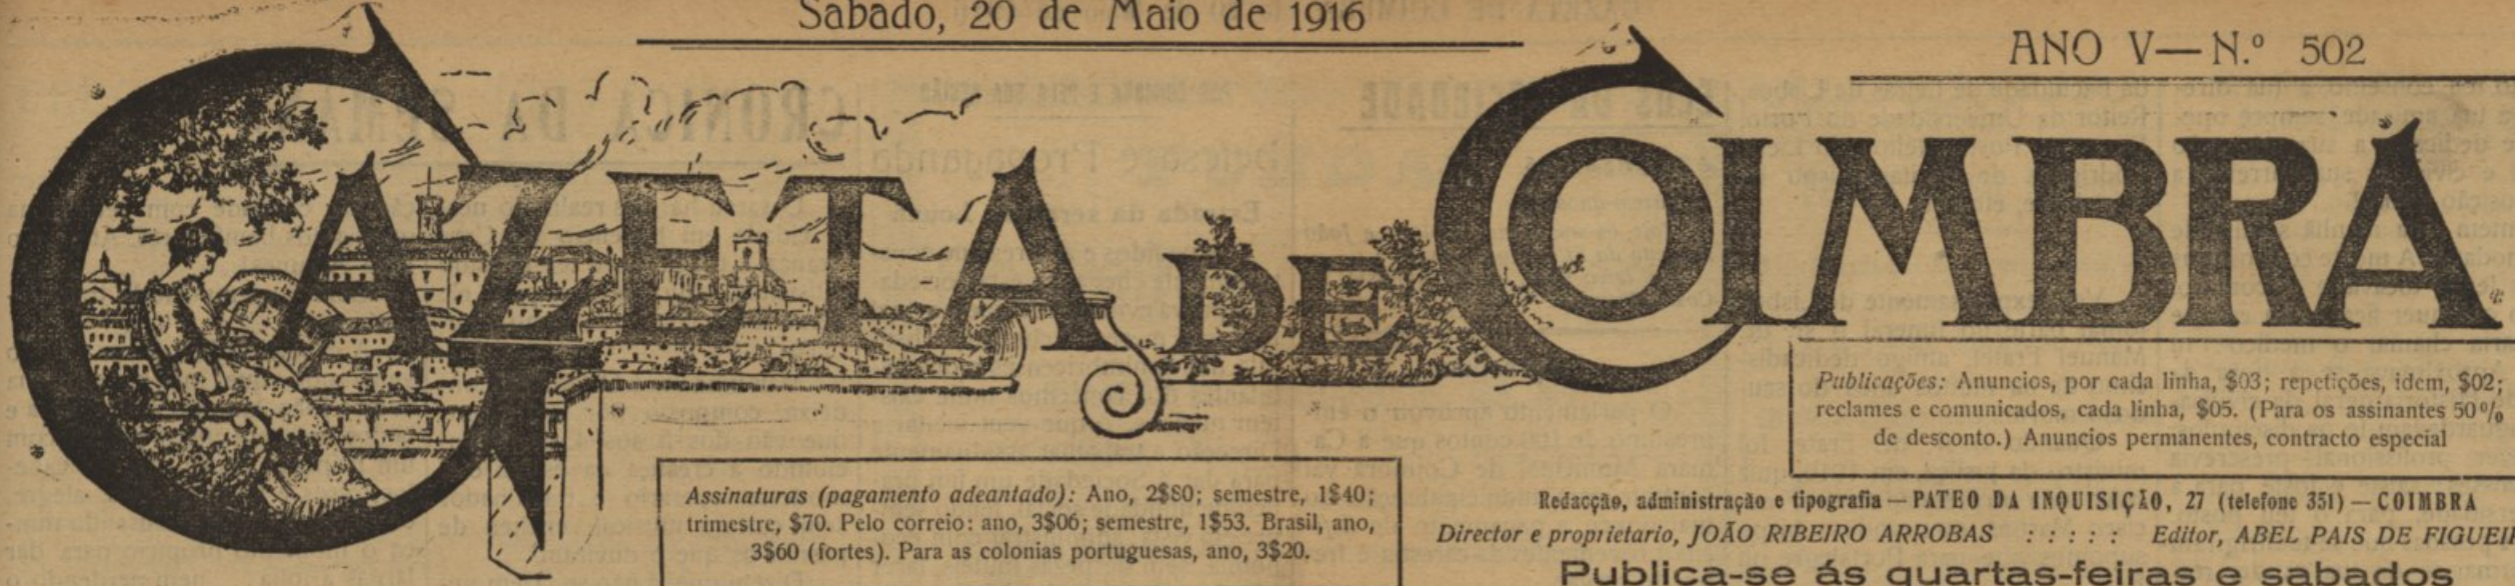 Sabado, 20 de Maio de 1916
ANO V—N.º 502
GAZETA DE COIMBRA
Publicações: Anuncios, por cada linha, $03; repetições, idem, $02;
reclames e comunicados, cada linha, $05. (Para os assinantes 50%
de desconto.) Anuncios permanentes, contracto especial
Assinaturas (pagamento adeantado): Ano, 2$80; semestre, 1$40;
trimestre, $70. Pelo correio: ano, 3$06; semestre, 1$53. Brasil, ano,
3$60 (fortes). Para as colonias portuguesas, ano, 3$20.
Redacção, administração e tipografia—PATEO DA INQUISIÇÃO, 27 (telefone 351)—COIMBRA
Director e proprietario, JOÃO RIBEIRO ARROBAS : : : : : Editor, ABEL PAIS DE FIGUEI
Publica-se ás quartas-feiras e sabados